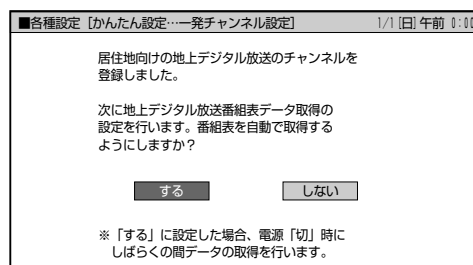 ■各種設定［かんたん設定…一発チャンネル設定］ 1/1［日］午前 0:00
居住地向けの地上デジタル放送のチャンネルを
登録しました。
次に地上デジタル放送番組表データ取得の
設定を行います。番組表を自動で取得する
ようにしますか？
する しない
※「する」に設定した場合、電源「切」時に
しばらくの間データの取得を行います。